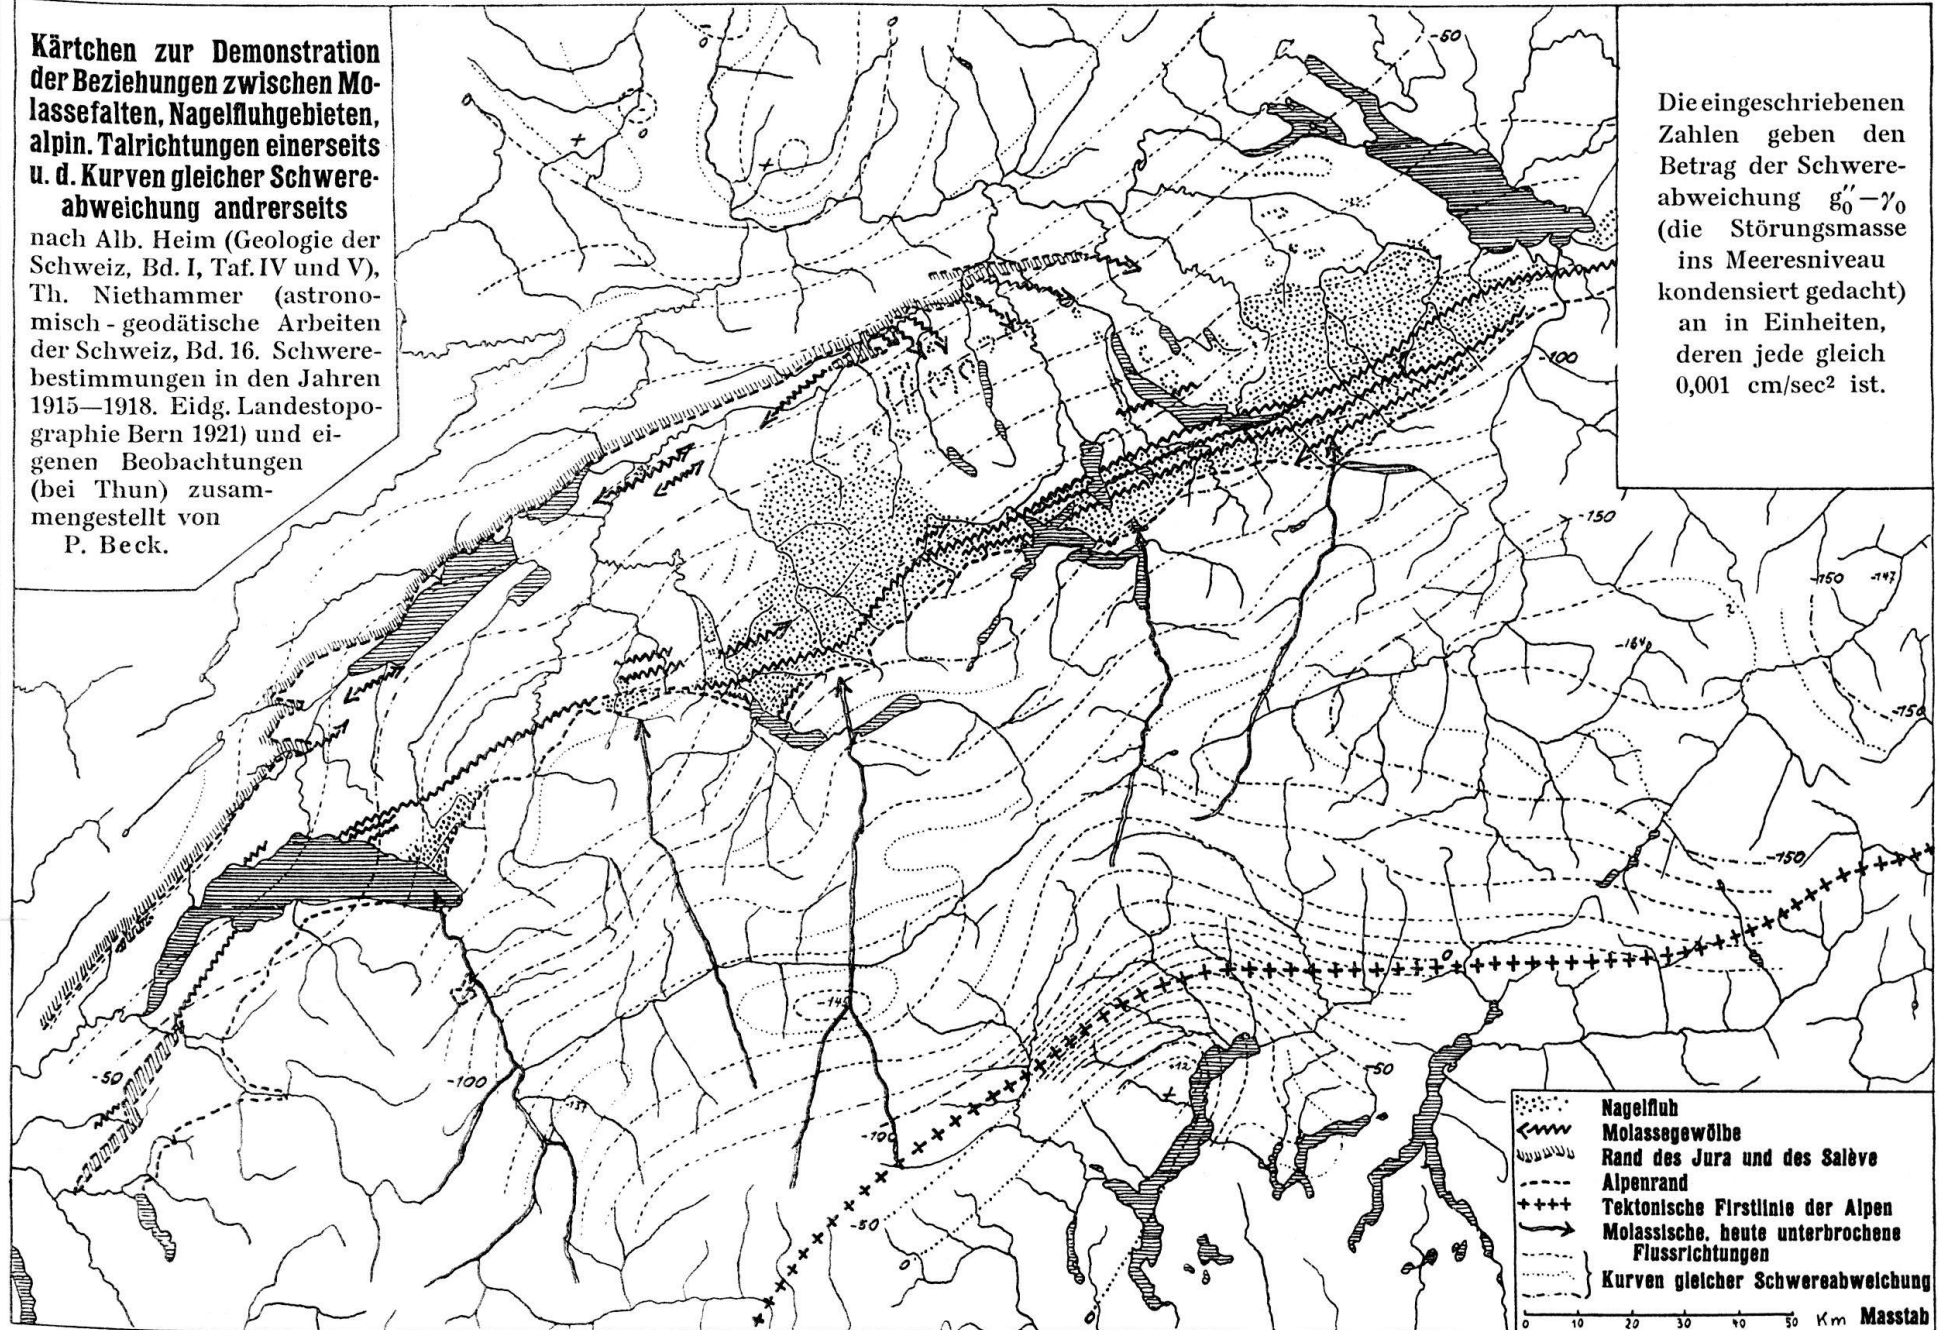 Kärtchen zur Demonstration
der Beziehungen zwischen Mo-
lassefalten, Nagelfluhgebieten,
alpin. Talrichtungen einerseits
u. d. Kurven gleicher Schwere-
abweichung andrerseits
nach Alb. Heim (Geologie der
Schweiz, Bd. I, Taf. IV und V),
Th. Niethammer (astrono-
misch-geodätische Arbeiten
der Schweiz, Bd. 16. Schwere-
bestimmungen in den Jahren
1915—1918. Eidg. Landestopo-
graphie Bern 1921) und ei-
genen Beobachtungen
(bei Thun) zusam-
mengestellt von
P. Beck.
Die eingeschriebenen
Zahlen geben den
Betrag der Schwere-
abweichung g″₀—γ₀
(die Störungsmasse
ins Meeresniveau
kondensiert gedacht)
an in Einheiten,
deren jede gleich
0,001 cm/sec² ist.
0
0
0
-50
-100
-150
-150
-147
-150
-150
0
-50
-100
-50
-100
-50
0
0
Nagelfluh
Molassegewölbe
Rand des Jura und des Salève
Alpenrand
Tektonische Firstlinie der Alpen
Molassische, heute unterbrochene
Flussrichtungen
Kurven gleicher Schwereabweichung
0 10 20 30 40 50 Km Masstab